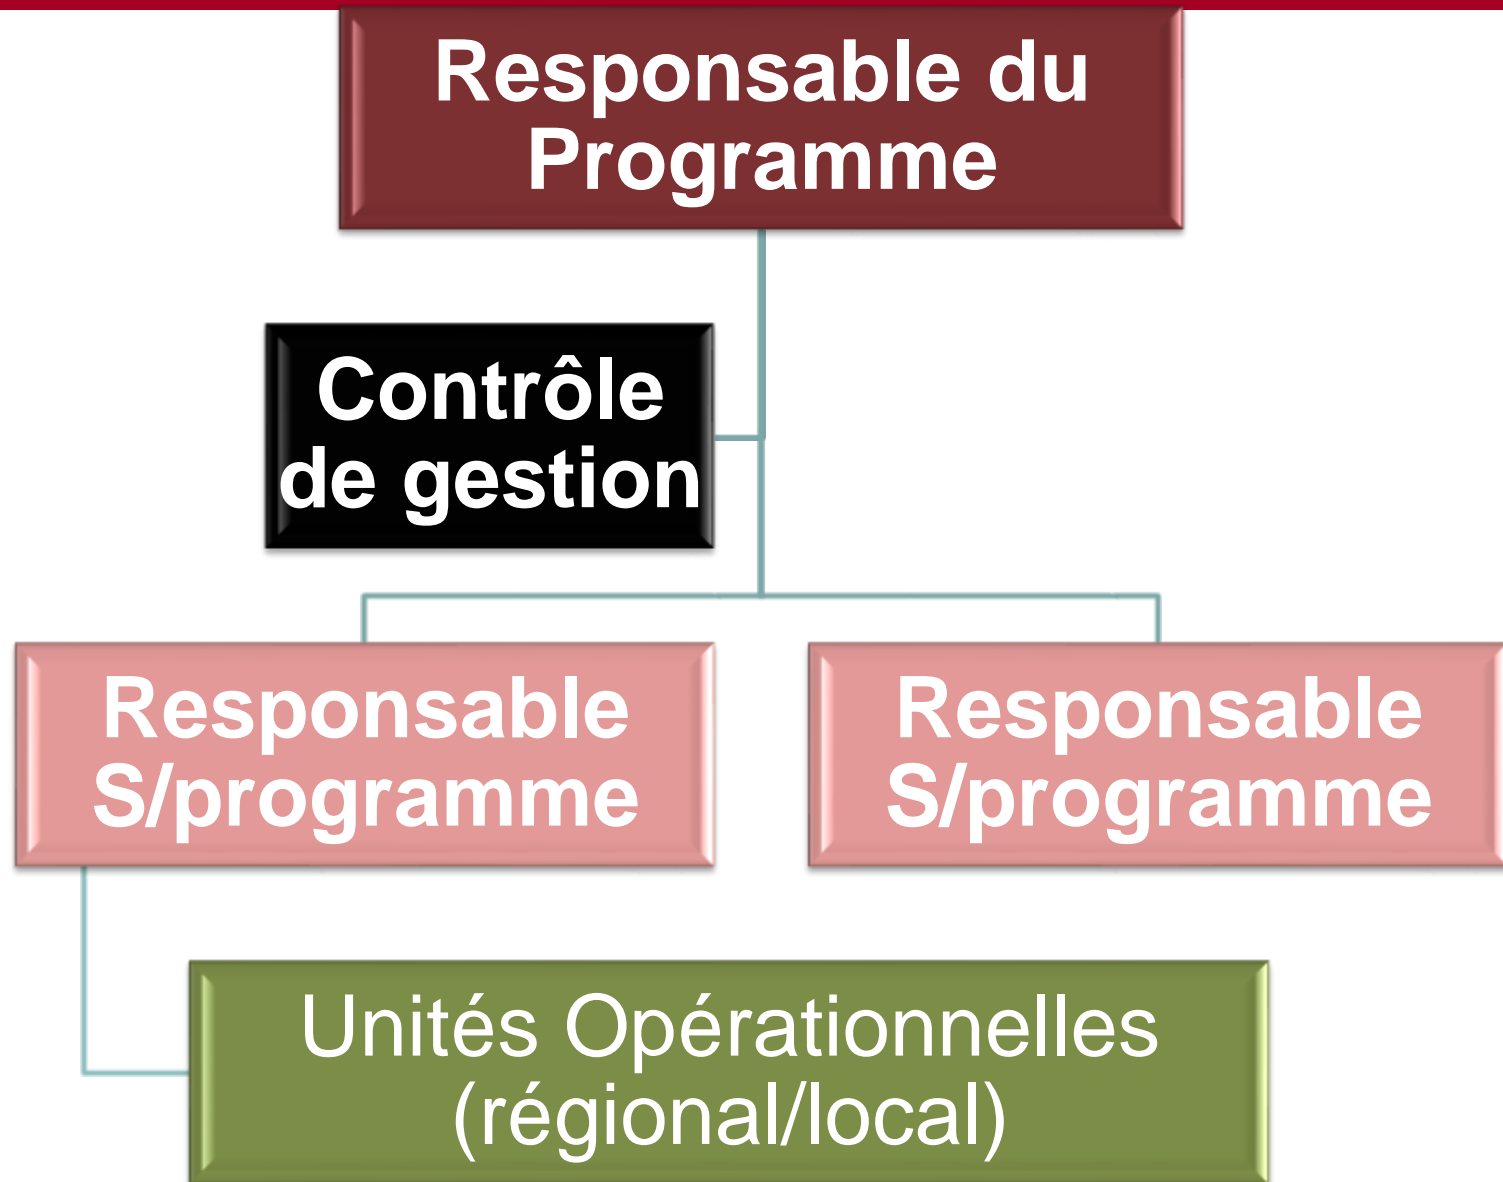 Responsable du
Programme
Contrôle
de gestion
Responsable
S/programme
Responsable
S/programme
Unités Opérationnelles
(régional/local)